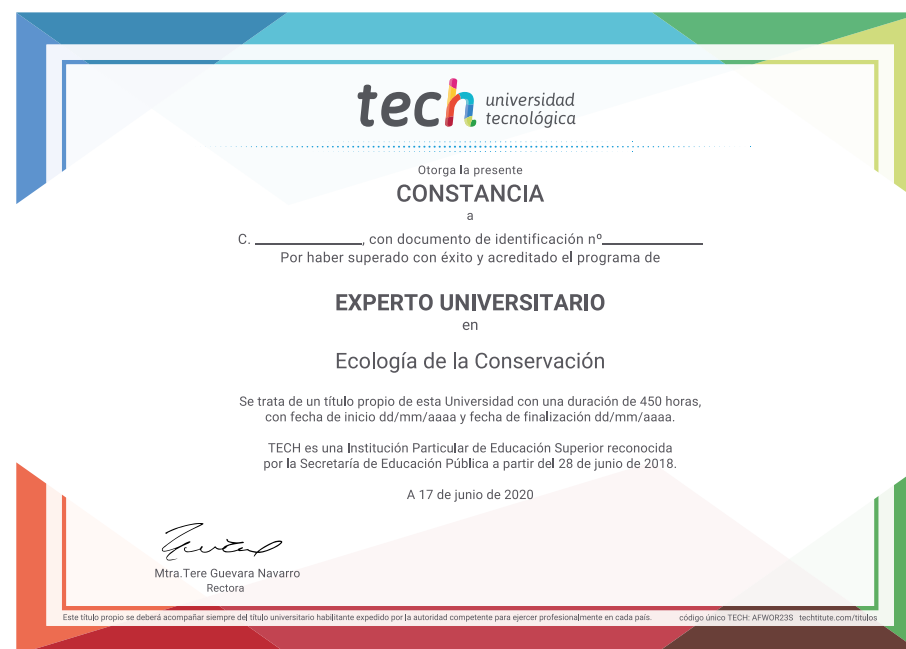 tech universidad
tecnológica
Otorga la presente
CONSTANCIA
a
C. ____________, con documento de identificación nº____________
Por haber superado con éxito y acreditado el programa de
EXPERTO UNIVERSITARIO
en
Ecología de la Conservación
Se trata de un título propio de esta Universidad con una duración de 450 horas,
con fecha de inicio dd/mm/aaaa y fecha de finalización dd/mm/aaaa.
TECH es una Institución Particular de Educación Superior reconocida
por la Secretaría de Educación Pública a partir del 28 de junio de 2018.
A 17 de junio de 2020
Mtra.Tere Guevara Navarro
Rectora
Este título propio se deberá acompañar siempre del título universitario habilitante expedido por la autoridad competente para ejercer profesionalmente en cada país. código único TECH: AFWOR23S techtitute.com/titulos